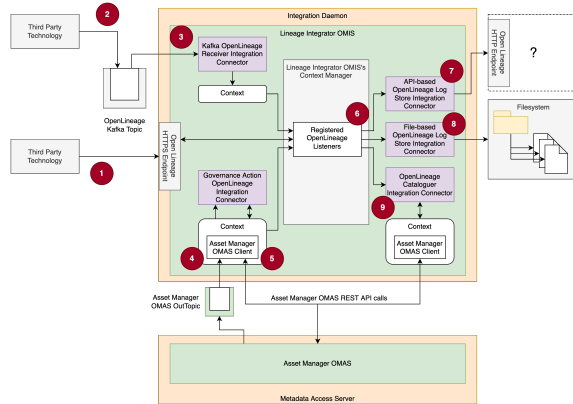 Integration Daemon
Third Party
Technology
2
Lineage Integrator OMIS
3
Kafka OpenLineage
Receiver Integration
Connector
Lineage Integrator OMIS's
Context Manager
7
API-based
OpenLineage Log
Store Integration
Connector
Open Lineage
HTTP Endpoint
?
Context
OpenLineage
Kafka Topic
6
Registered
OpenLineage
Listeners
8
File-based
OpenLineage Log
Store Integration
Connector
Filesystem
Third Party
Technology
1
Open Lineage
HTTPS Endpoint
Governance Action
OpenLineage
Integration
Connector
OpenLineage
Cataloguer
Integration Connector
9
Context
Asset Manager
OMAS Client
4
5
Context
Asset Manager
OMAS Client
Asset Manager
OMAS OutTopic
Asset Manager OMAS REST API calls
Asset Manager OMAS
Metadata Access Server